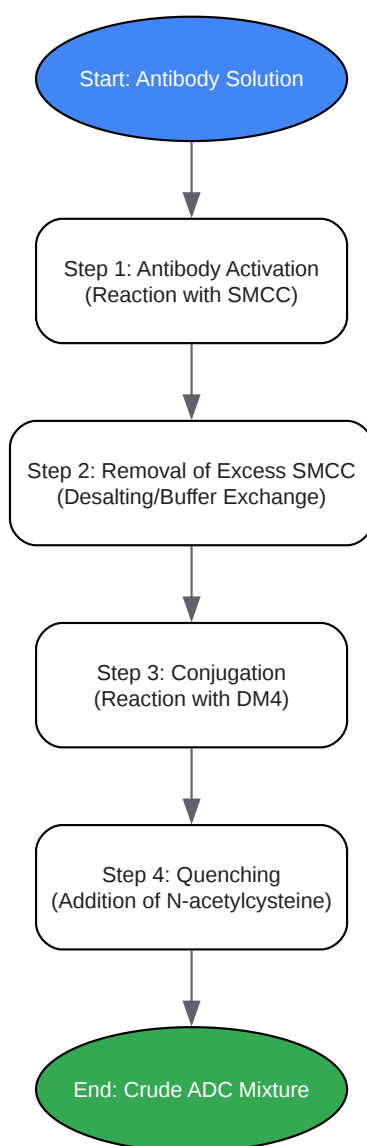 Start: Antibody Solution
Step 1: Antibody Activation
(Reaction with SMCC)
Step 2: Removal of Excess SMCC
(Desalting/Buffer Exchange)
Step 3: Conjugation
(Reaction with DM4)
Step 4: Quenching
(Addition of N-acetylcysteine)
End: Crude ADC Mixture